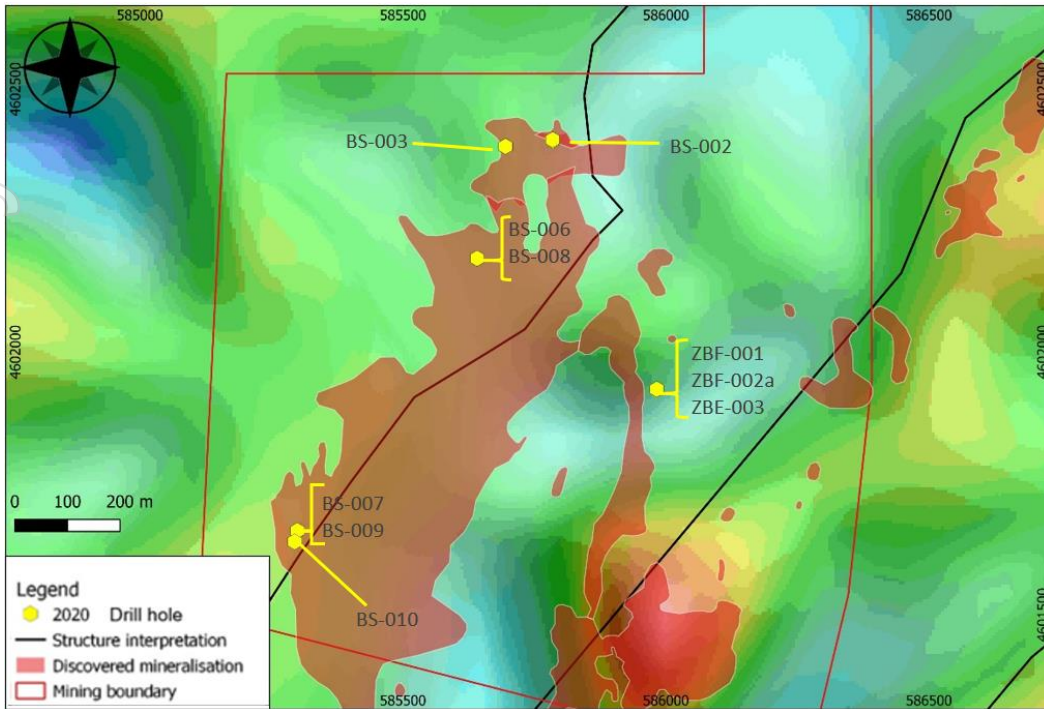 585000
585500
586000
586500
4602500
4602500
BS-003
BS-002
BS-006
BS-008
4602000
4602000
ZBF-001
ZBF-002a
ZBE-003
0 100 200 m
BS-007
BS-009
BS-010
4601500
Legend
2020 Drill hole
Structure interpretation
Discovered mineralisation
Mining boundary
585500
586000
586500